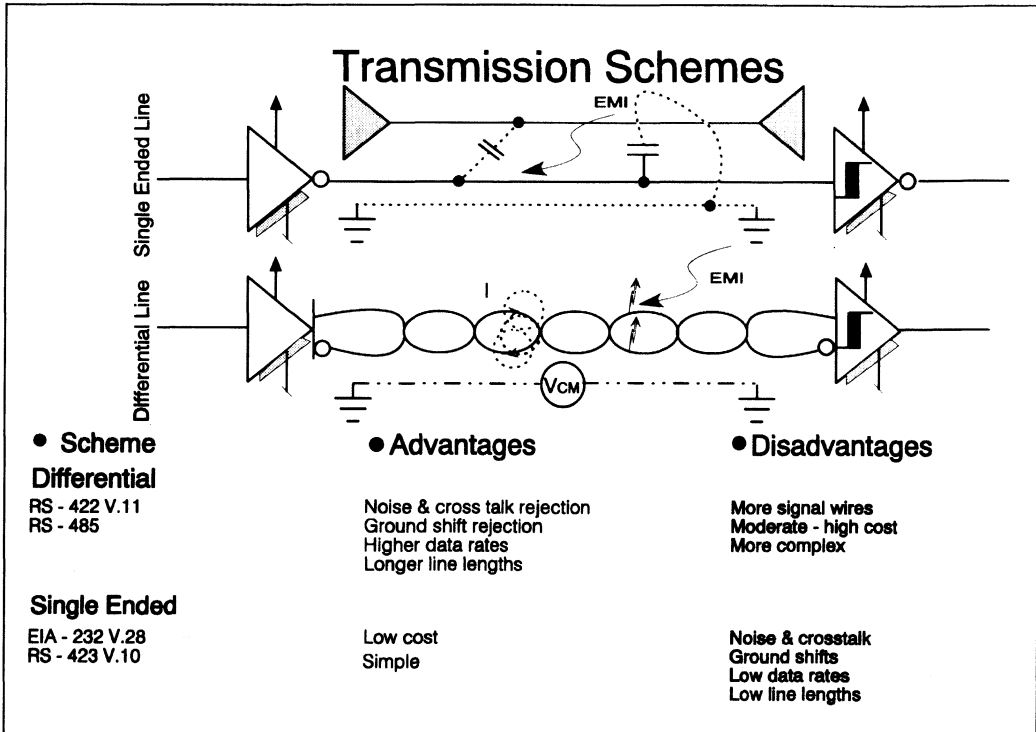 Transmission Schemes
EMI
Single Ended Line
EMI
I
Differential Line
VCM
● Scheme
● Advantages
● Disadvantages
Differential
RS - 422 V.11
RS - 485
Noise & cross talk rejection
Ground shift rejection
Higher data rates
Longer line lengths
More signal wires
Moderate - high cost
More complex
Single Ended
EIA - 232 V.28
RS - 423 V.10
Low cost
Simple
Noise & crosstalk
Ground shifts
Low data rates
Low line lengths